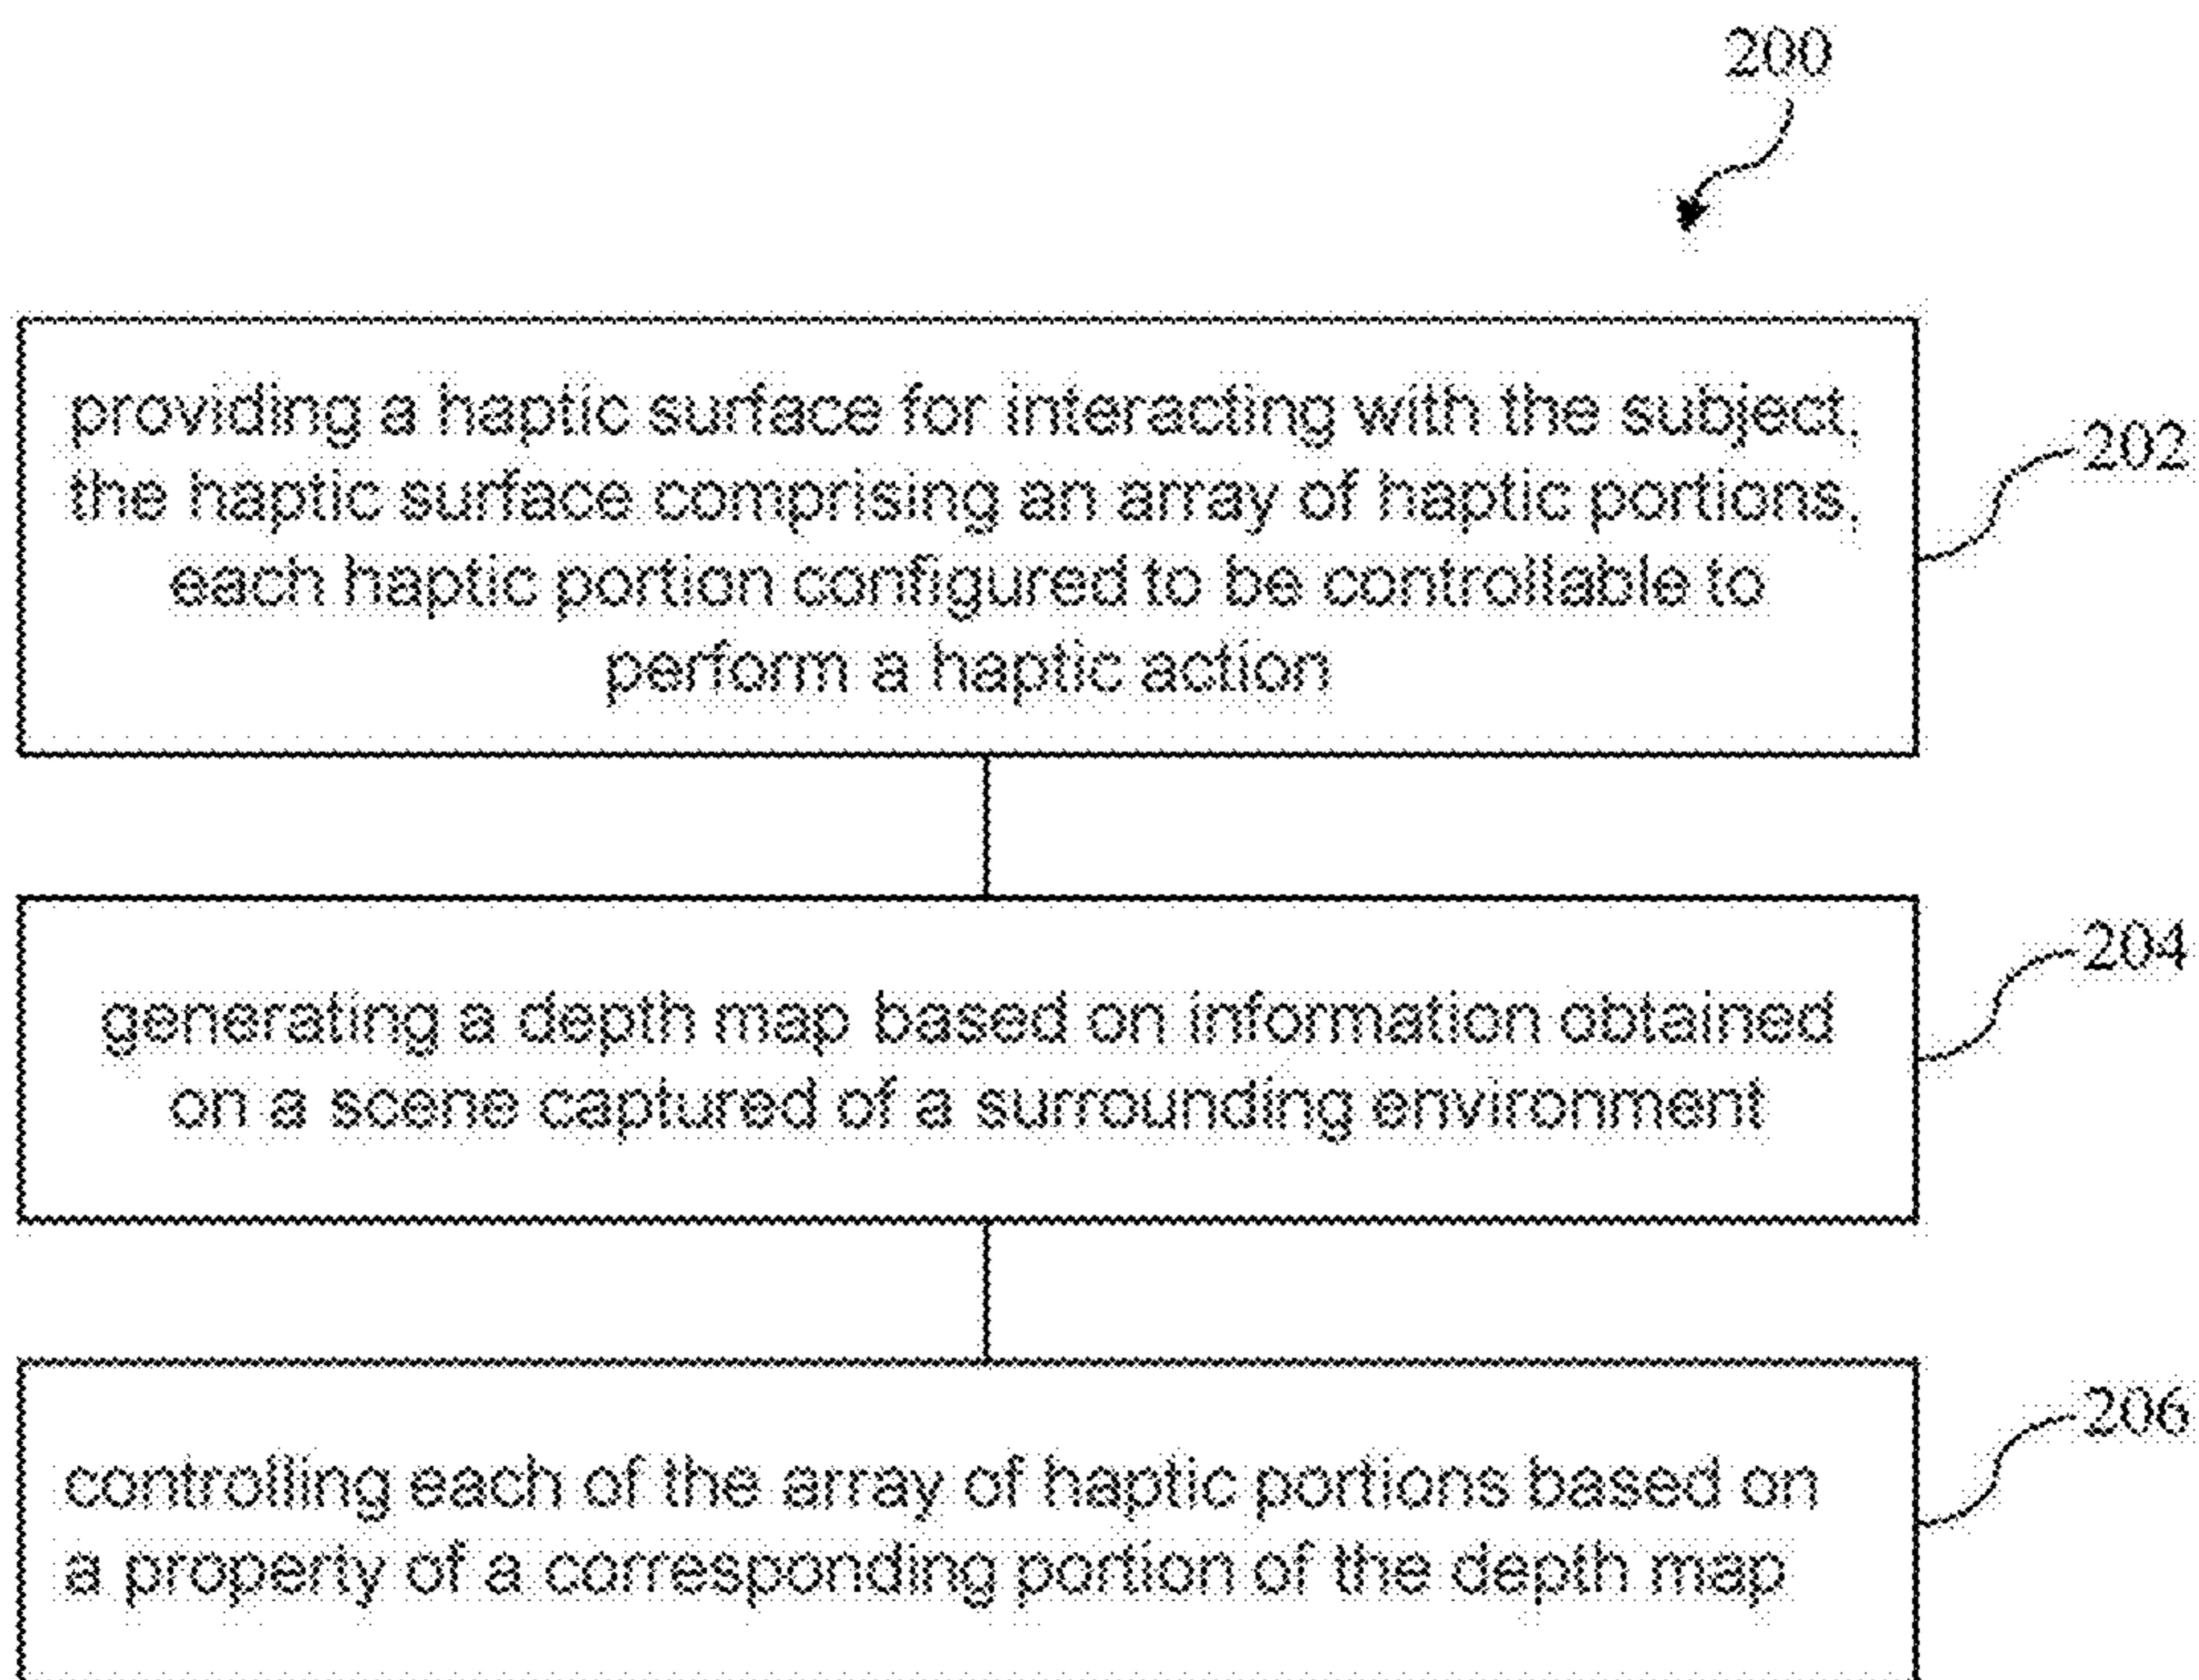 200
providing a haptic surface for interacting with the subject,
the haptic surface comprising an array of haptic portions,
each haptic portion configured to be controllable to
perform a haptic action
202
generating a depth map based on information obtained
on a scene captured of a surrounding environment
204
controlling each of the array of haptic portions based on
a property of a corresponding portion of the depth map
206